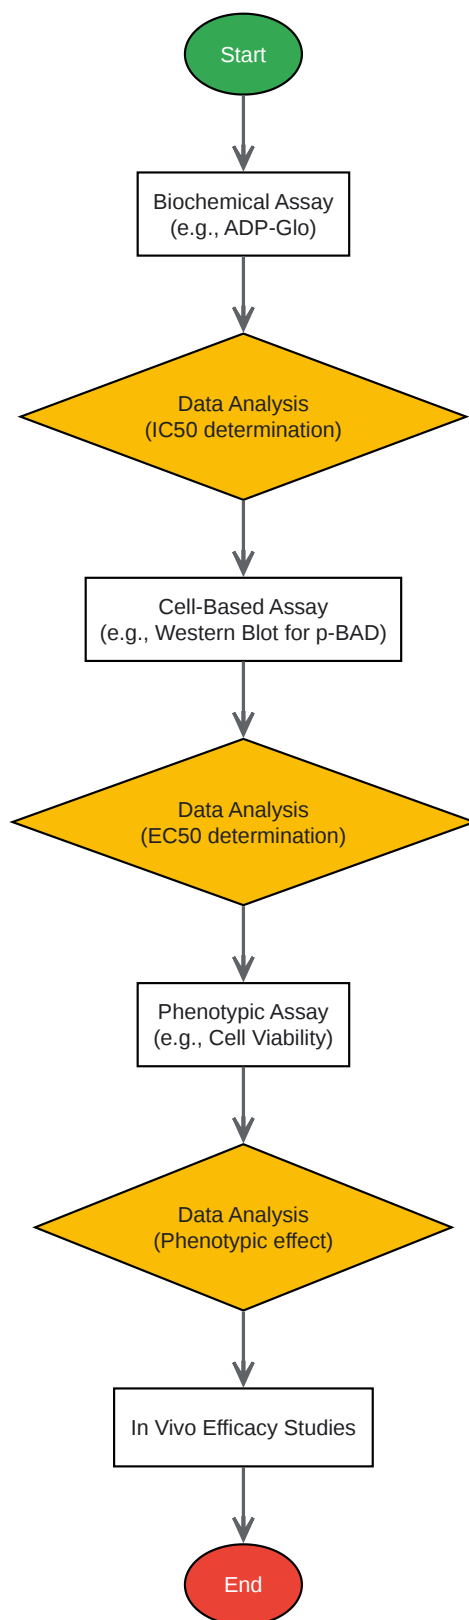 Start
Biochemical Assay
(e.g., ADP-Glo)
Data Analysis
(IC50 determination)
Cell-Based Assay
(e.g., Western Blot for p-BAD)
Data Analysis
(EC50 determination)
Phenotypic Assay
(e.g., Cell Viability)
Data Analysis
(Phenotypic effect)
In Vivo Efficacy Studies
End